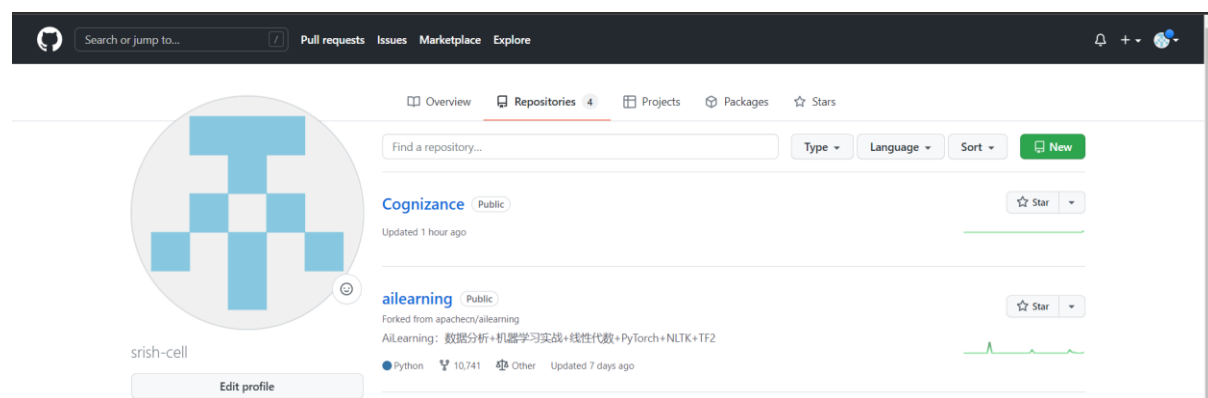 Search or jump to... / Pull requests Issues Marketplace Explore
Overview Repositories 4 Projects Packages Stars
Find a repository... Type Language Sort New
Cognizance Public Star
Updated 1 hour ago
ailearning Public Star
Forked from apachecn/ailearning
AiLearning：数据分析+机器学习实战+线性代数+PyTorch+NLTK+TF2
Python 10,741 Other Updated 7 days ago
srish-cell
Edit profile